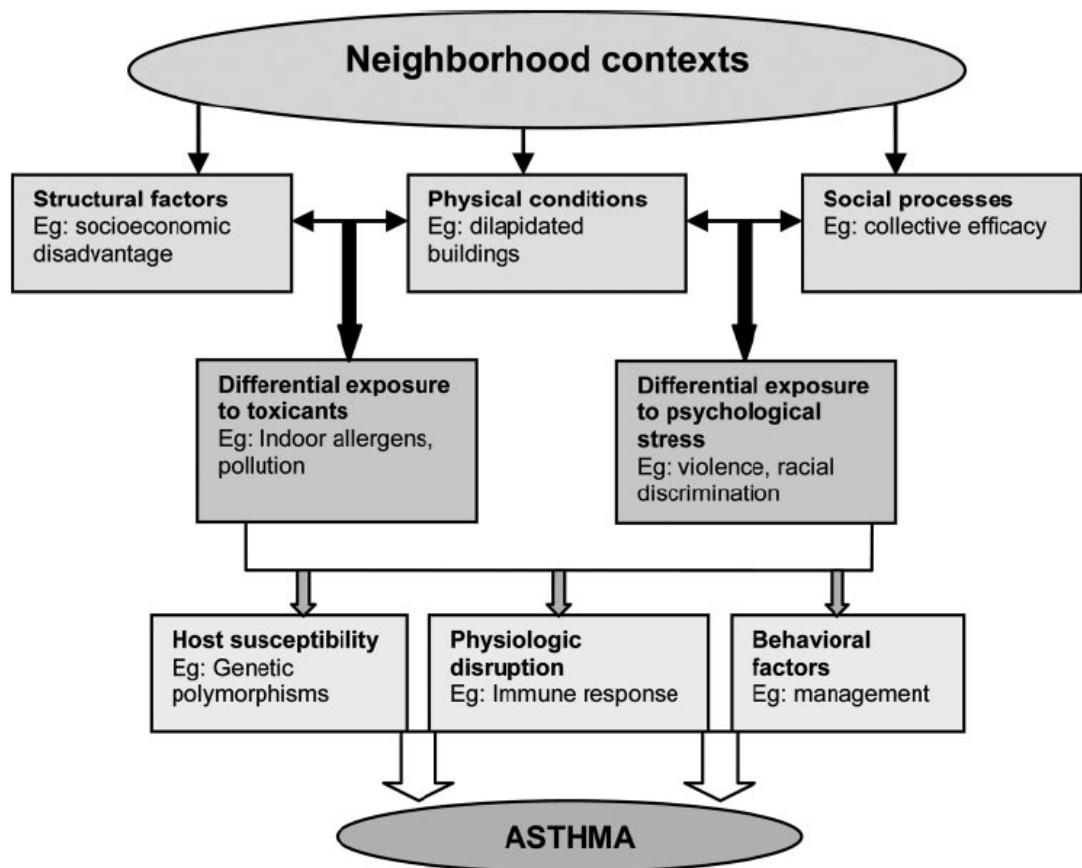 Neighborhood contexts
Structural factors
Eg: socioeconomic
disadvantage
Physical conditions
Eg: dilapidated
buildings
Social processes
Eg: collective efficacy
Differential exposure
to toxicants
Eg: Indoor allergens,
pollution
Differential exposure
to psychological
stress
Eg: violence, racial
discrimination
Host susceptibility
Eg: Genetic
polymorphisms
Physiologic
disruption
Eg: Immune response
Behavioral
factors
Eg: management
ASTHMA